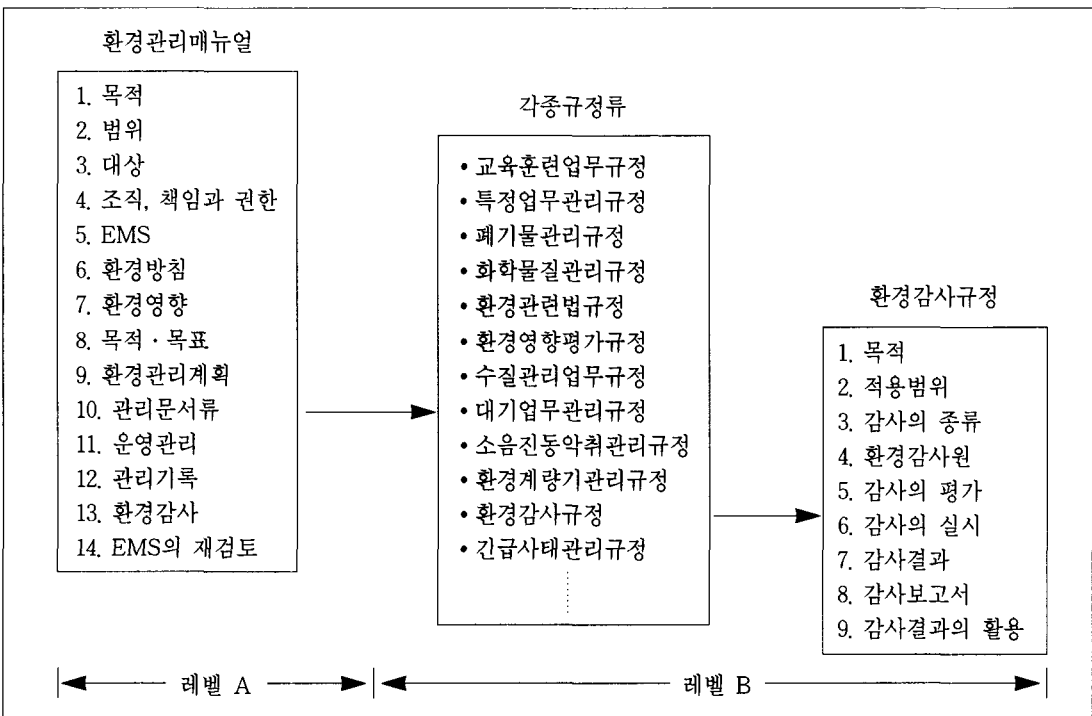 환경관리매뉴얼
1. 목적
2. 범위
3. 대상
4. 조직, 책임과 권한
5. EMS
6. 환경방침
7. 환경영향
8. 목적 · 목표
9. 환경관리계획
10. 관리문서류
11. 운영관리
12. 관리기록
13. 환경감사
14. EMS의 재검토
각종규정류
• 교육훈련업무규정
• 특정업무관리규정
• 폐기물관리규정
• 화학물질관리규정
• 환경관련법규정
• 환경영향평가규정
• 수질관리업무규정
• 대기업무관리규정
• 소음진동악취관리규정
• 환경계량기관리규정
• 환경감사규정
• 긴급사태관리규정
환경감사규정
1. 목적
2. 적용범위
3. 감사의 종류
4. 환경감사원
5. 감사의 평가
6. 감사의 실시
7. 감사결과
8. 감사보고서
9. 감사결과의 활용
레벨 A
레벨 B